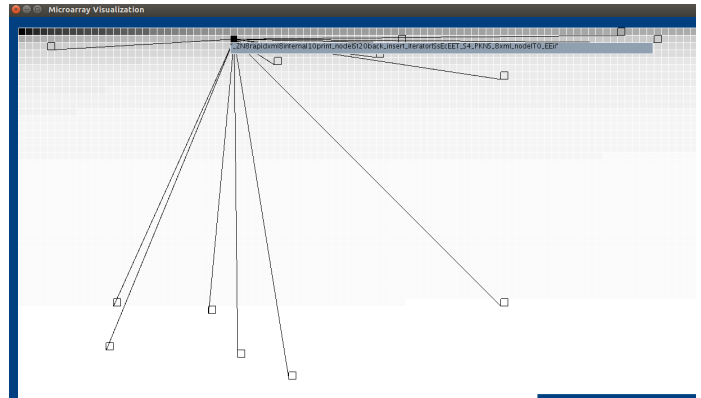 Microarray Visualization
"_ZN8rapidxml8internal10print_nodeISt20back_insert_iteratorISsEcEET_S4_PKNS_8xml_nodeIT0_EEii"